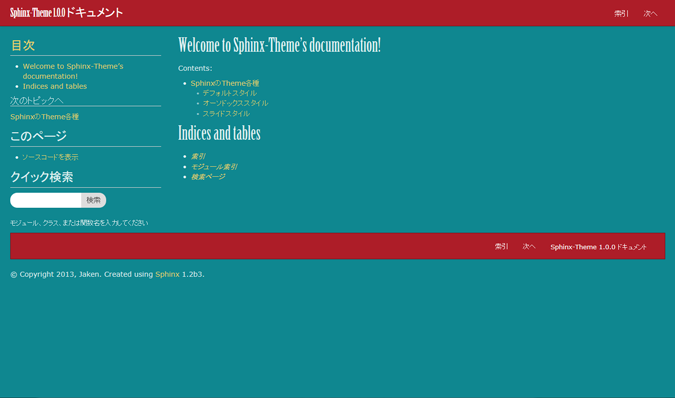 Sphinx-Theme 1.0.0 ドキュメント
索引 次へ
目次
Welcome to Sphinx-Theme's
documentation!
Indices and tables
次のトピックへ
SphinxのTheme各種
このページ
ソースコードを表示
クイック検索
検索
モジュール、クラス、または関数名を入力してください
Welcome to Sphinx-Theme's documentation!
Contents:
SphinxのTheme各種
デフォルトスタイル
オーソドックススタイル
スライドスタイル
Indices and tables
索引
モジュール索引
検索ページ
索引 次へ Sphinx-Theme 1.0.0 ドキュメント
© Copyright 2013, Jaken. Created using Sphinx 1.2b3.